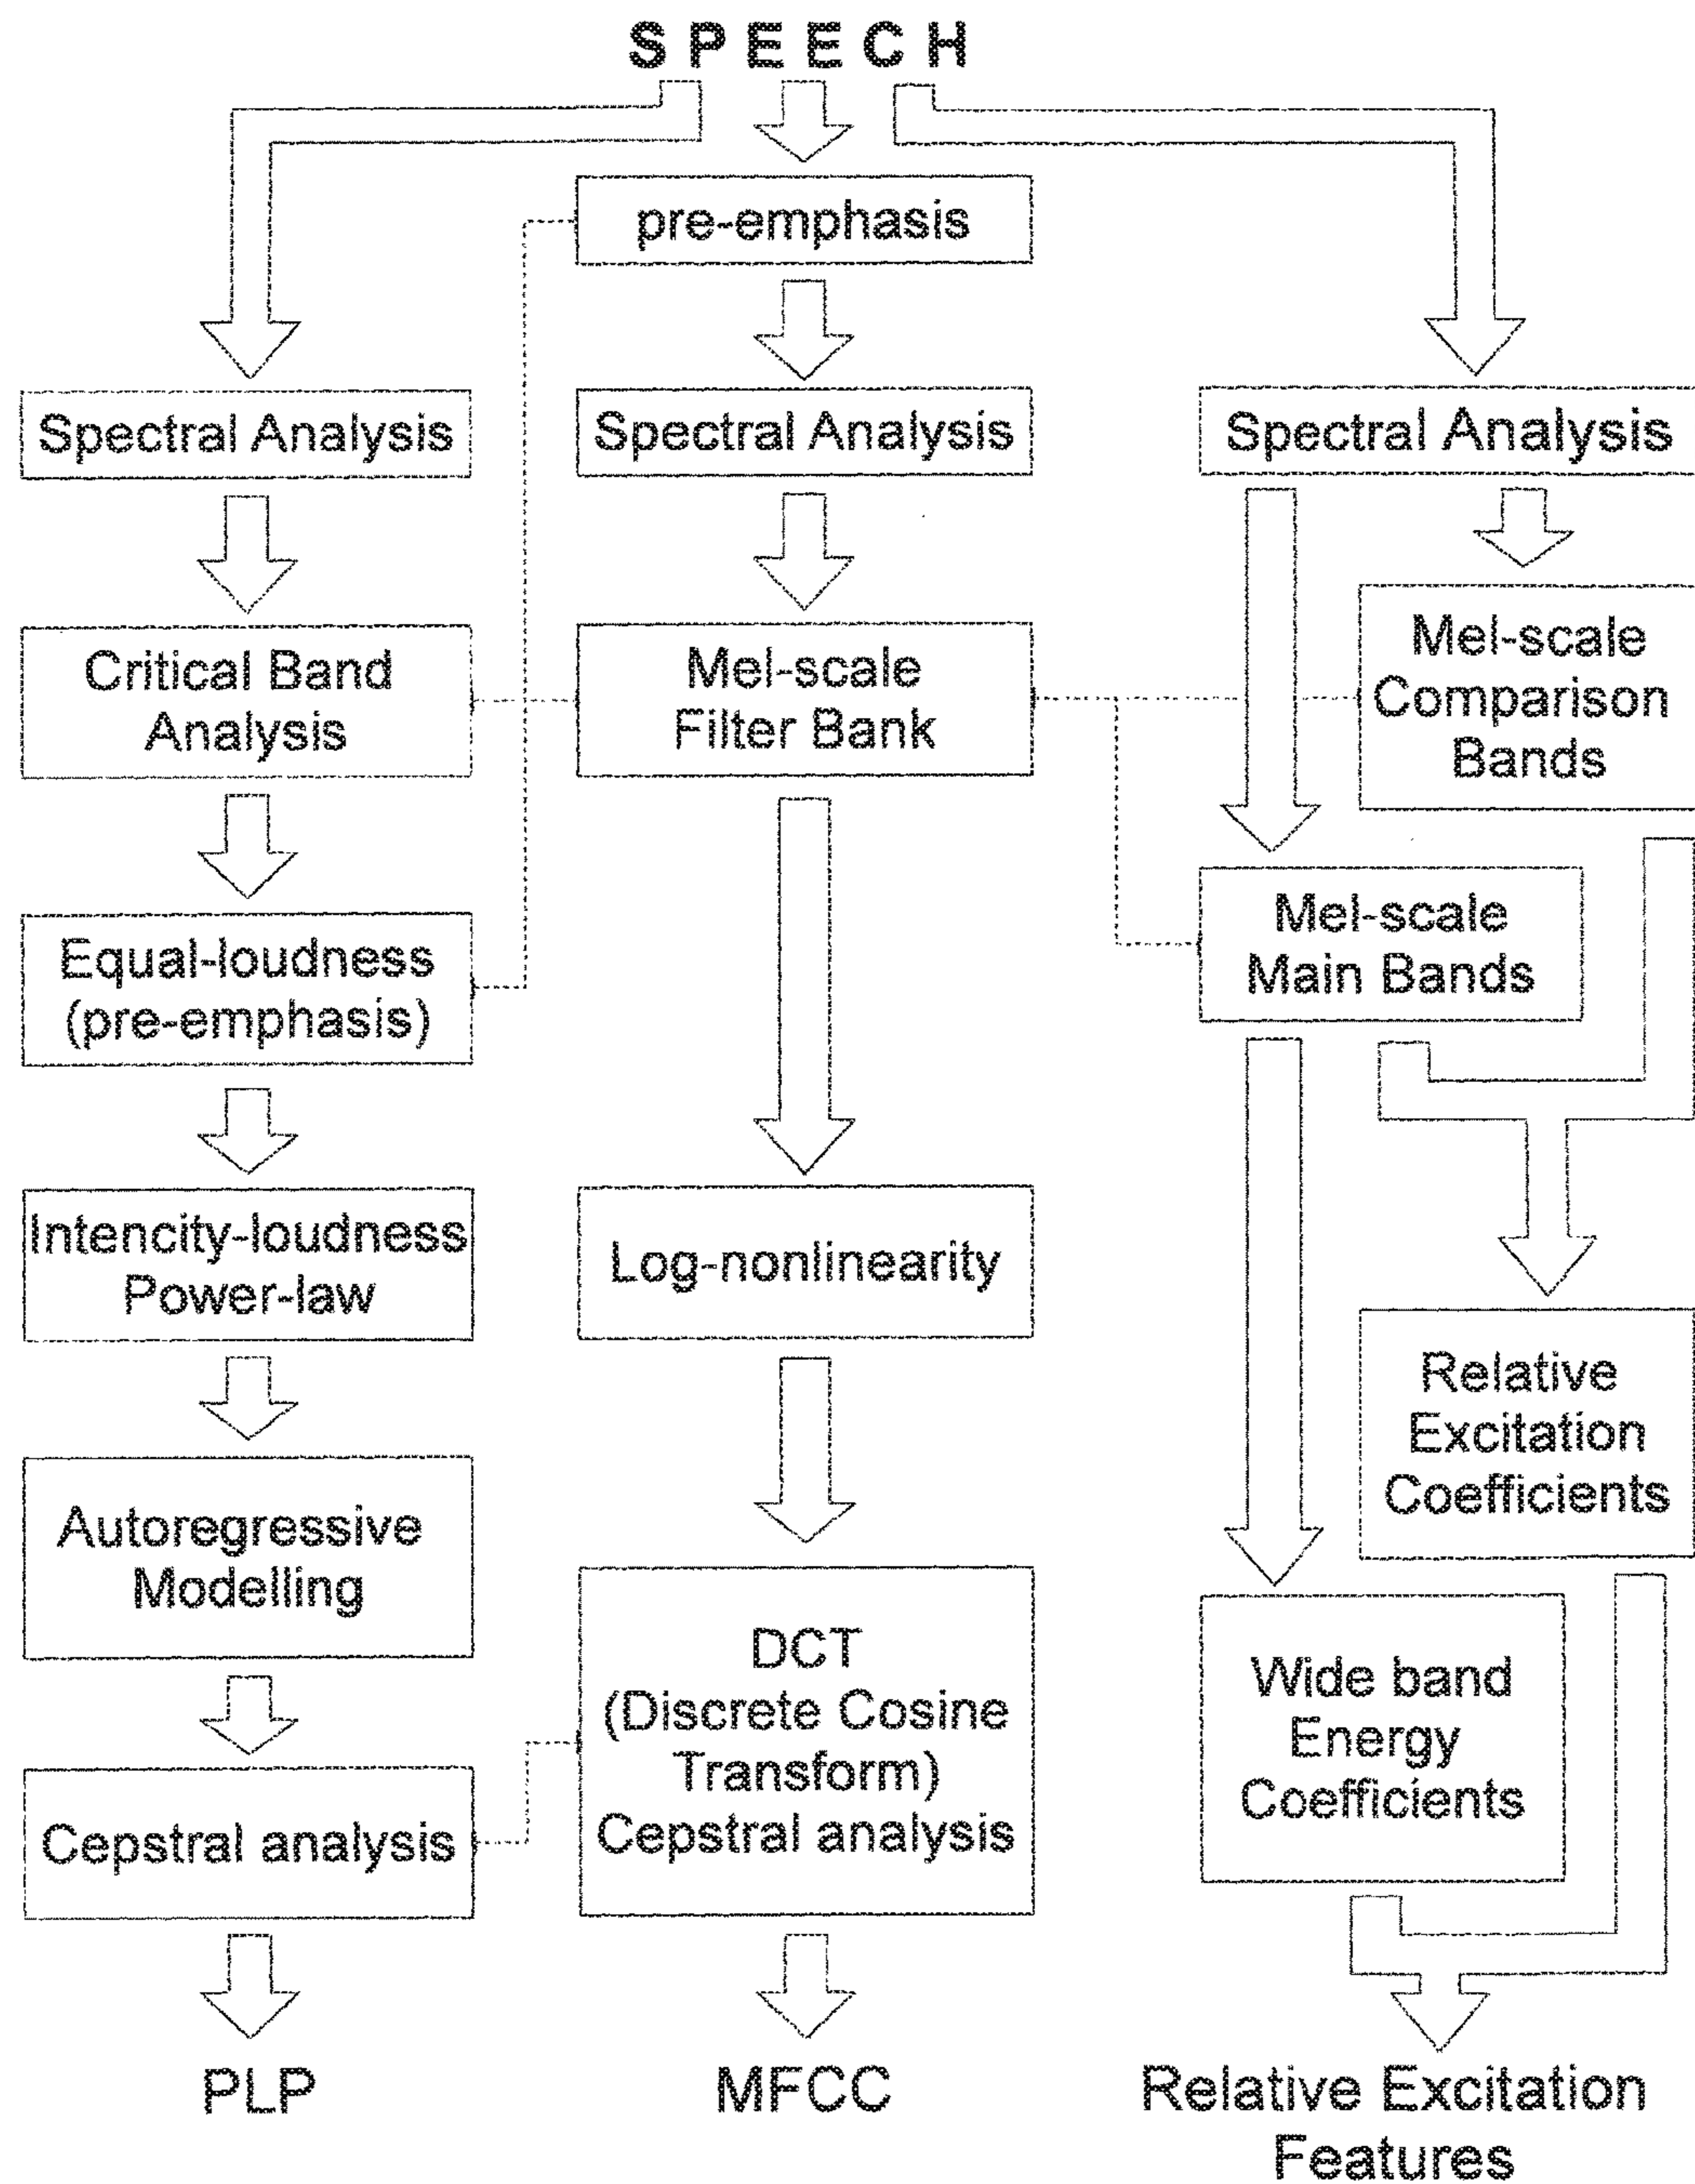 SPEECH
pre-emphasis
Spectral Analysis
Spectral Analysis
Spectral Analysis
Critical Band
Analysis
Mel-scale
Filter Bank
Mel-scale
Comparison
Bands
Equal-loudness
(pre-emphasis)
Mel-scale
Main Bands
Intencity-loudness
Power-law
Log-nonlinearity
Relative
Excitation
Coefficients
Autoregressive
Modelling
DCT
(Discrete Cosine
Transform)
Cepstral analysis
Wide band
Energy
Coefficients
Cepstral analysis
PLP
MFCC
Relative Excitation
Features